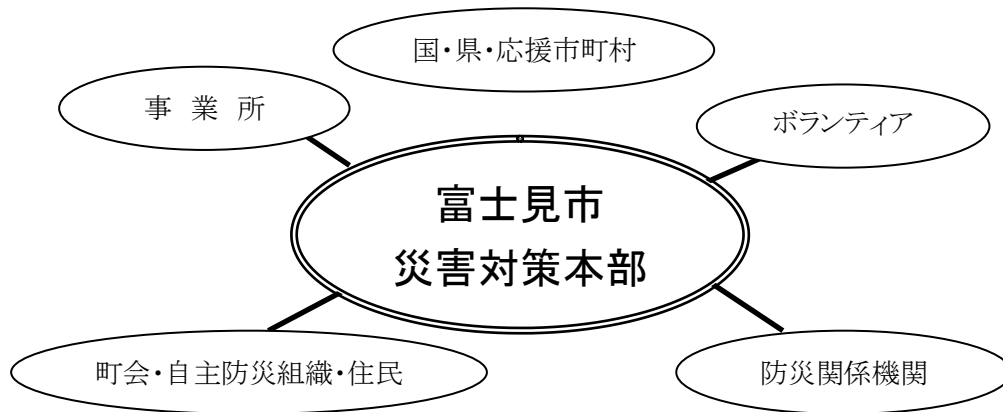 国・県・応援市町村
事 業 所
ボランティア
富士見市
災害対策本部
町会・自主防災組織・住民
防災関係機関